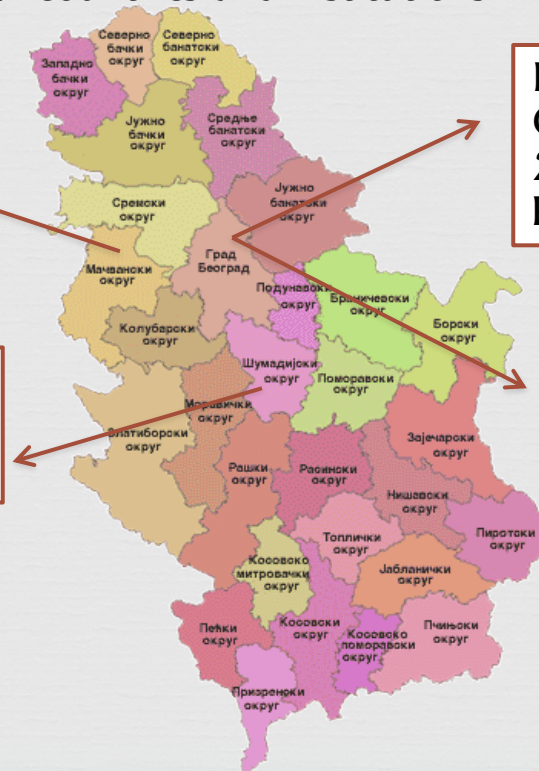 Северно
бачки
округ
Северно
банатски
округ
Западно
бачки
округ
Јужно
бачки
округ
Средње
банатски
округ
Сремски
округ
Јужно
банатски
округ
Град
Београд
Мачвански
округ
Подунавски
округ
Браничевски
округ
Борски
округ
Колубарски
округ
Шумадијски
округ
Поморавски
округ
Моравички
округ
Златиборски
округ
Зајечарски
округ
Рашки
округ
Расински
округ
Нишавски
округ
Пиротски
округ
Топлички
округ
Јабланички
округ
Косовско
митровачки
округ
Пећки
округ
Косовски
округ
Косовско
поморавски
округ
Пчињски
округ
Призренски
округ